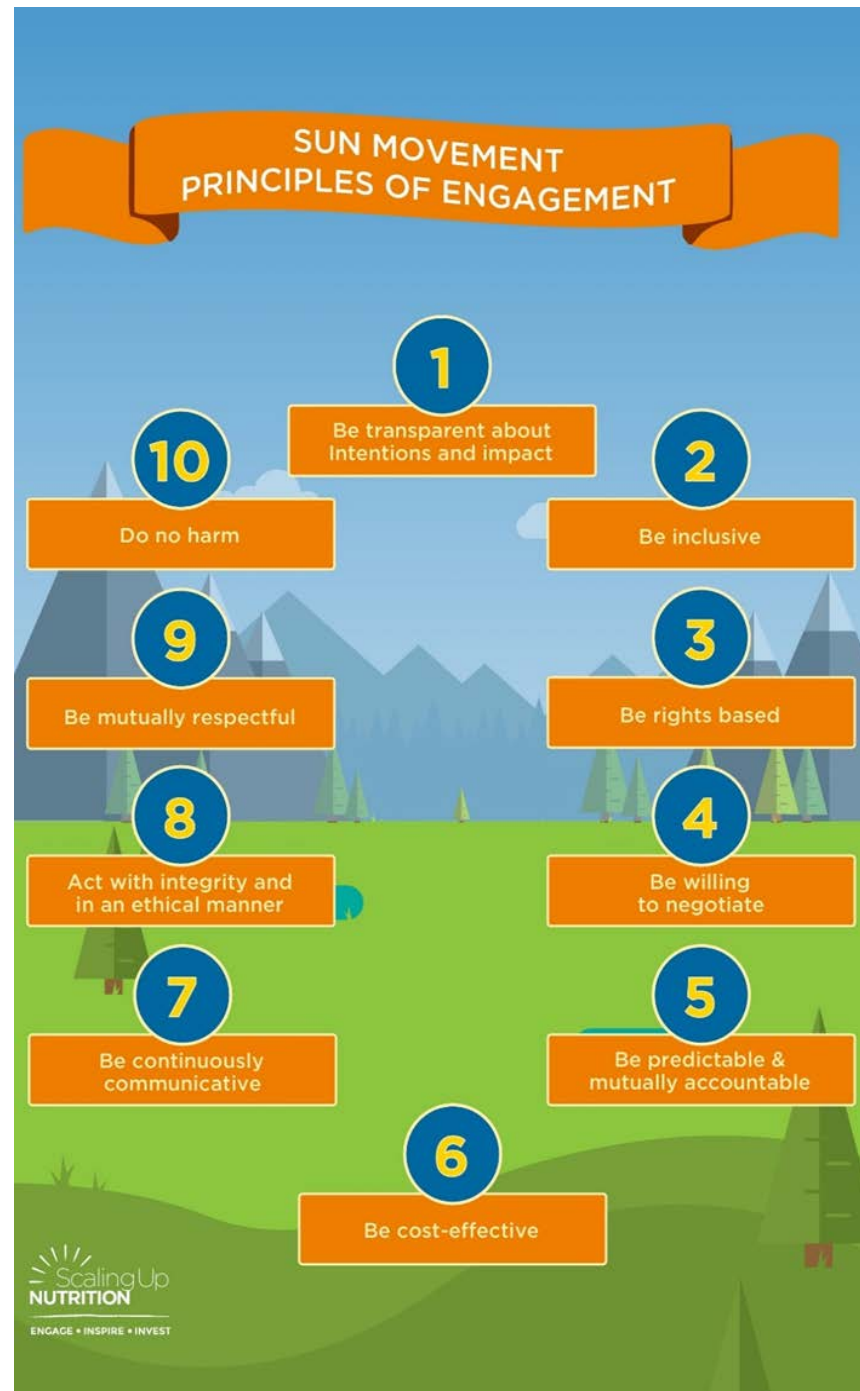 SUN MOVEMENT
PRINCIPLES OF ENGAGEMENT
1
Be transparent about
Intentions and impact
2
Be inclusive
3
Be rights based
4
Be willing
to negotiate
5
Be predictable &
mutually accountable
6
Be cost-effective
7
Be continuously
communicative
8
Act with integrity and
in an ethical manner
9
Be mutually respectful
10
Do no harm
Scaling Up
NUTRITION
ENGAGE • INSPIRE • INVEST